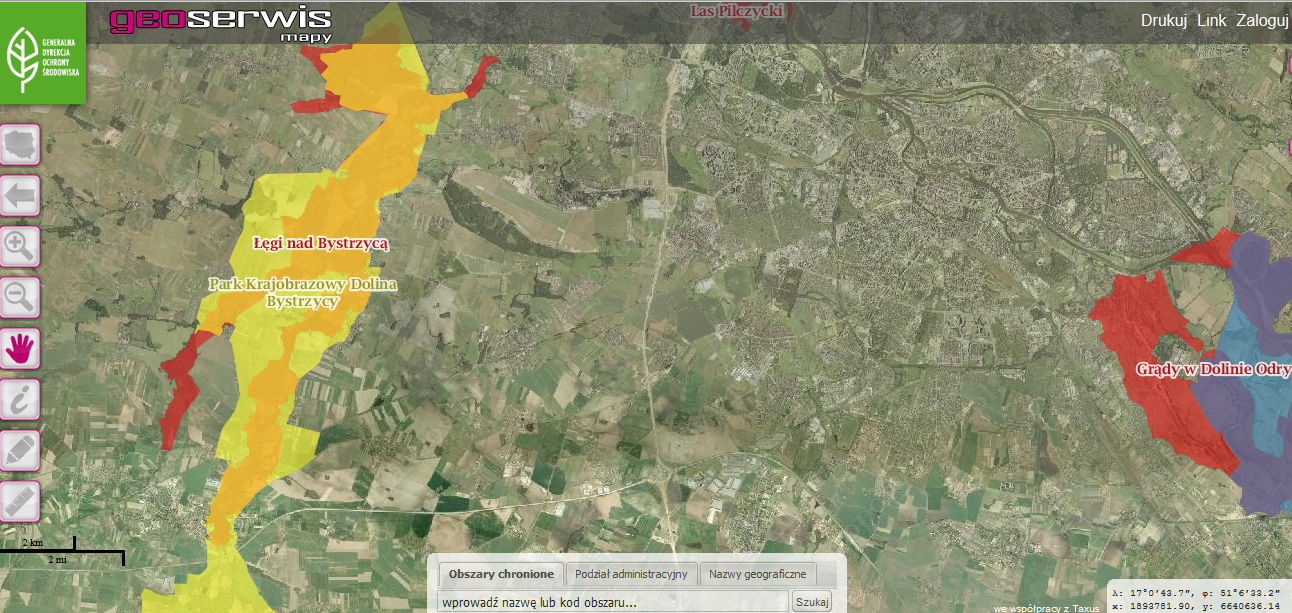 GENERALNA
DYREKCJA
OCHRONY
ŚRODOWISKA
geoserwis
mapy
Las Pilczycki
Drukuj Link Zaloguj
Łęgi nad Bystrzycą
Park Krajobrazowy Dolina
Bystrzycy
Grądy w Dolinie Odry
2 km
2 mi
Obszary chronione
Podział administracyjny
Nazwy geograficzne
wprowadź nazwę lub kod obszaru...
Szukaj
we współpracy z Taxus
λ: 17°0'43.7", φ: 51°6'33.2"
x: 1893781.90, y: 6640636.14